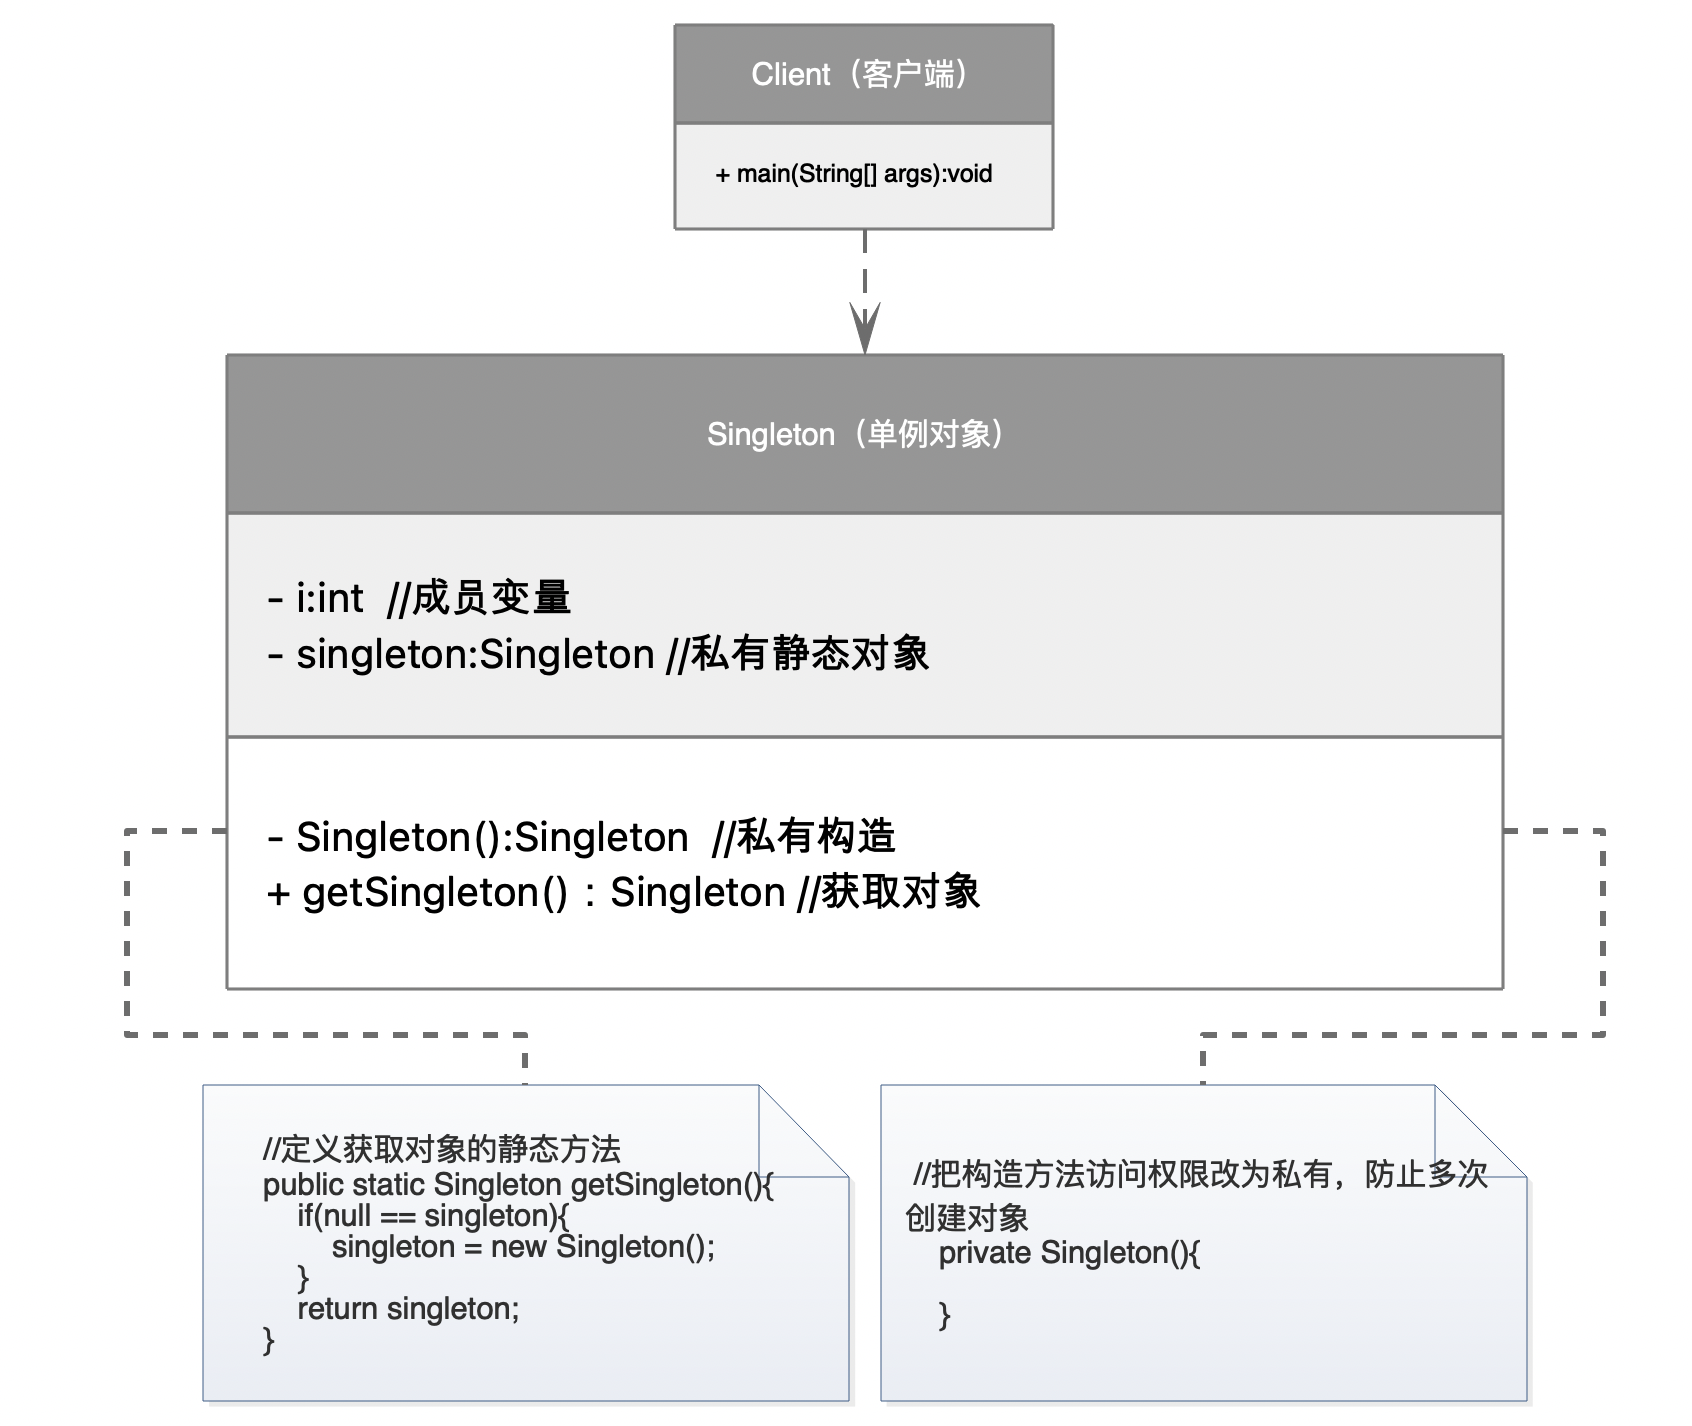 Client（客户端）
+ main(String[] args):void
Singleton（单例对象）
- i:int  //成员变量
- singleton:Singleton //私有静态对象
- Singleton():Singleton  //私有构造
+ getSingleton()：Singleton //获取对象
//定义获取对象的静态方法
public static Singleton getSingleton(){
    if(null == singleton){
        singleton = new Singleton();
    }
    return singleton;
}
//把构造方法访问权限改为私有，防止多次
创建对象
    private Singleton(){
    }